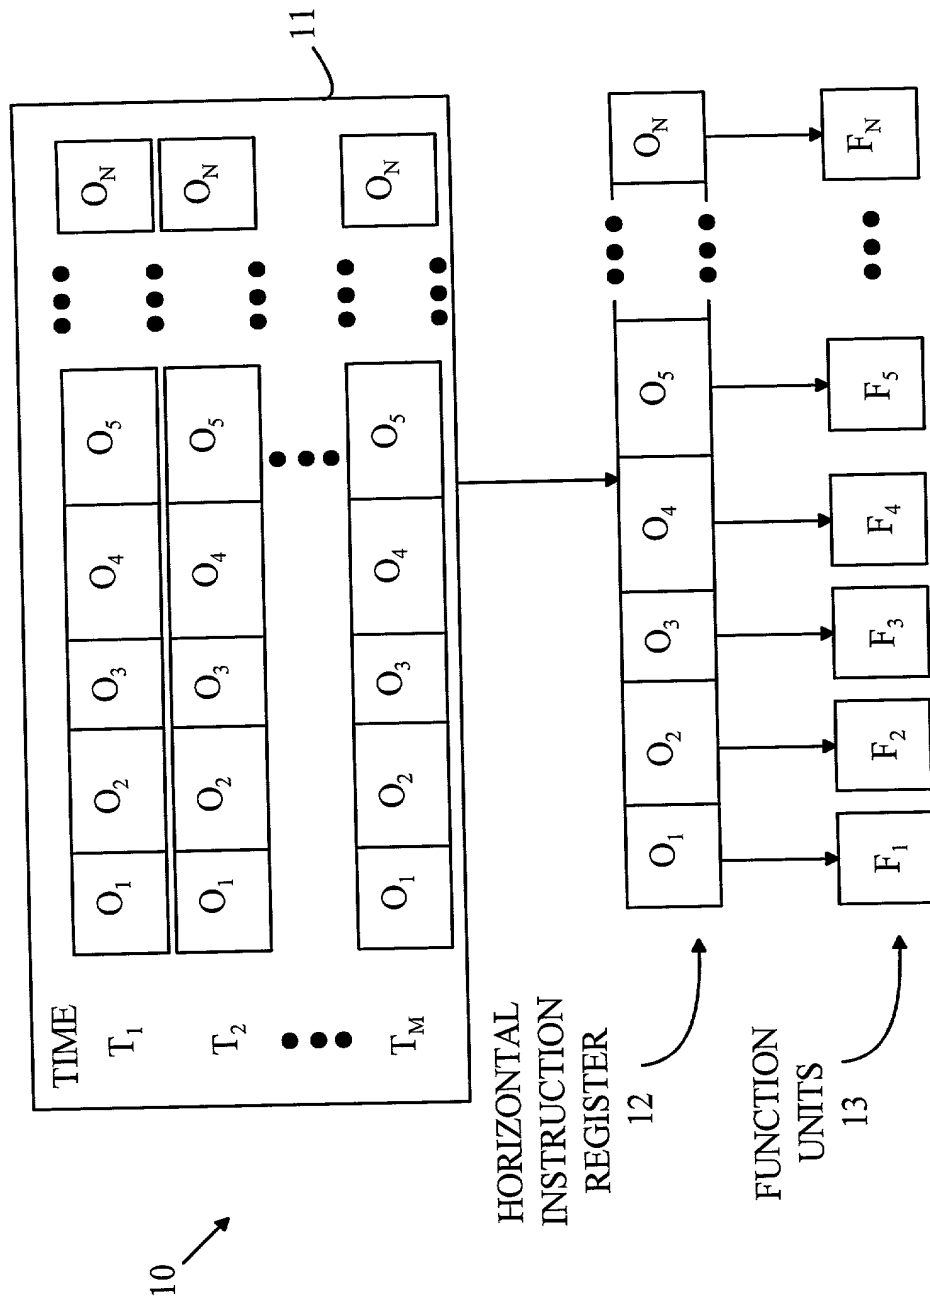 10
11
TIME
T1 O1 O2 O3 O4 O5 ON
T2 O1 O2 O3 O4 O5 ON
TM O1 O2 O3 O4 O5 ON
HORIZONTAL
INSTRUCTION
REGISTER
12
O1 O2 O3 O4 O5 ON
FUNCTION
UNITS
13
F1 F2 F3 F4 F5 FN